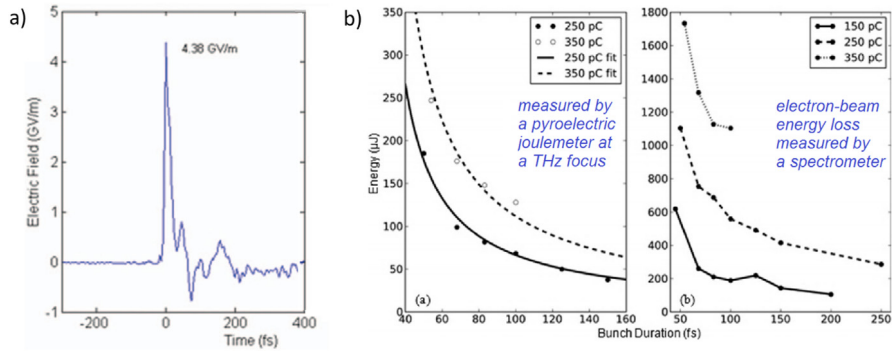 a)
4.38 GV/m
Electric Field (GV/m)
5
4
3
2
1
0
-1
-200
0
200
400
Time (fs)
b)
250 pC
350 pC
250 pC fit
350 pC fit
measured by
a pyroelectric
joulemeter at
a THz focus
Energy (μJ)
350
300
250
200
150
100
50
0
(a)
40
60
80
100
120
140
160
150 pC
250 pC
350 pC
electron-beam
energy loss
measured by
a spectrometer
1800
1600
1400
1200
1000
800
600
400
200
0
(b)
50
100
150
200
250
Bunch Duration (fs)